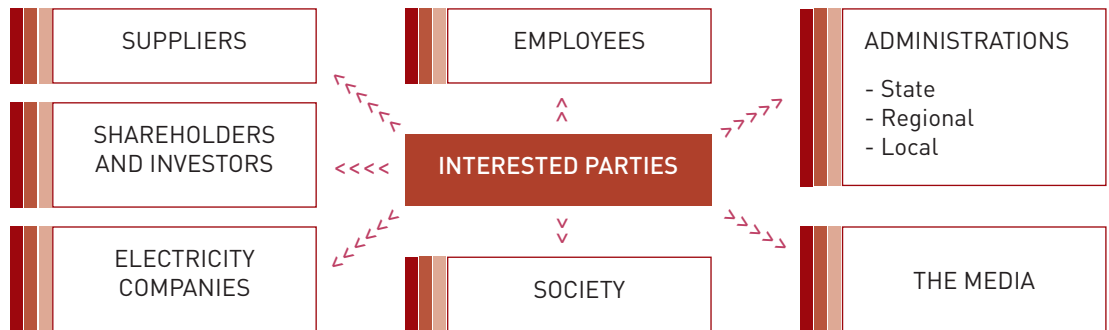 SUPPLIERS
EMPLOYEES
ADMINISTRATIONS
- State
- Regional
- Local
SHAREHOLDERS
AND INVESTORS
INTERESTED PARTIES
ELECTRICITY
COMPANIES
SOCIETY
THE MEDIA